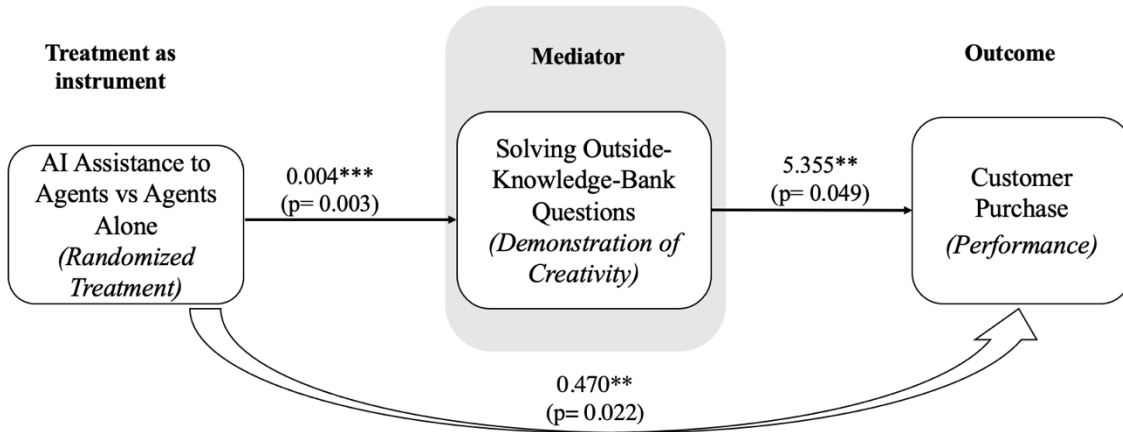 Treatment as
instrument
Mediator
Outcome
AI Assistance to
Agents vs Agents
Alone
(Randomized
Treatment)
0.004***
(p= 0.003)
Solving Outside-
Knowledge-Bank
Questions
(Demonstration of
Creativity)
5.355**
(p= 0.049)
Customer
Purchase
(Performance)
0.470**
(p= 0.022)